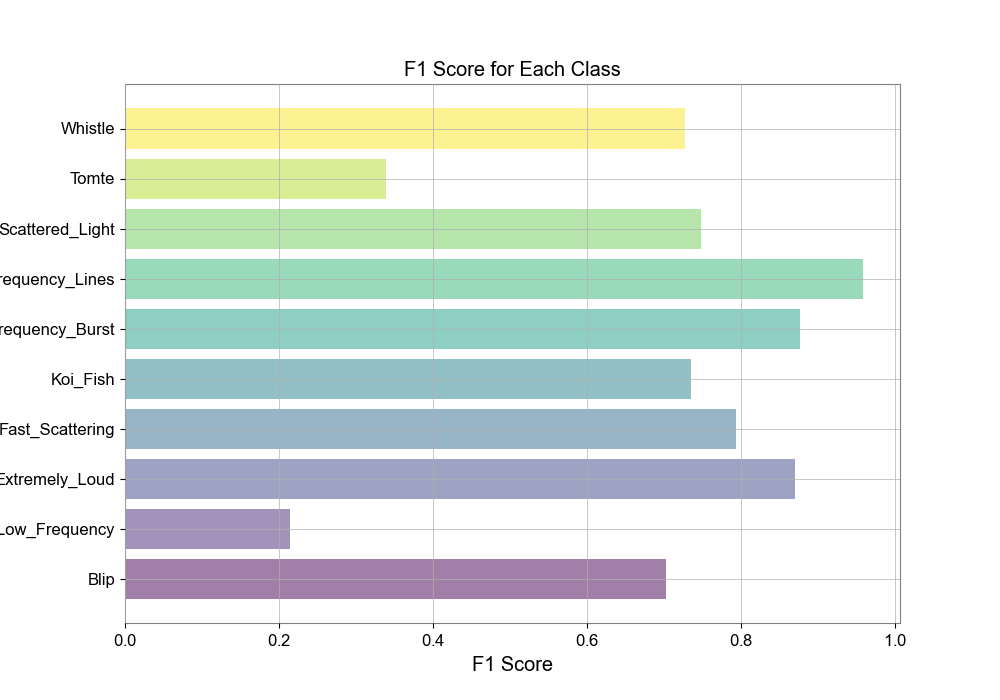 F1 Score for Each Class
Whistle
Tomte
Scattered_Light
requency_Lines
requency_Burst
Koi_Fish
Fast_Scattering
Extremely_Loud
Low_Frequency
Blip
0.0 0.2 0.4 0.6 0.8 1.0
F1 Score